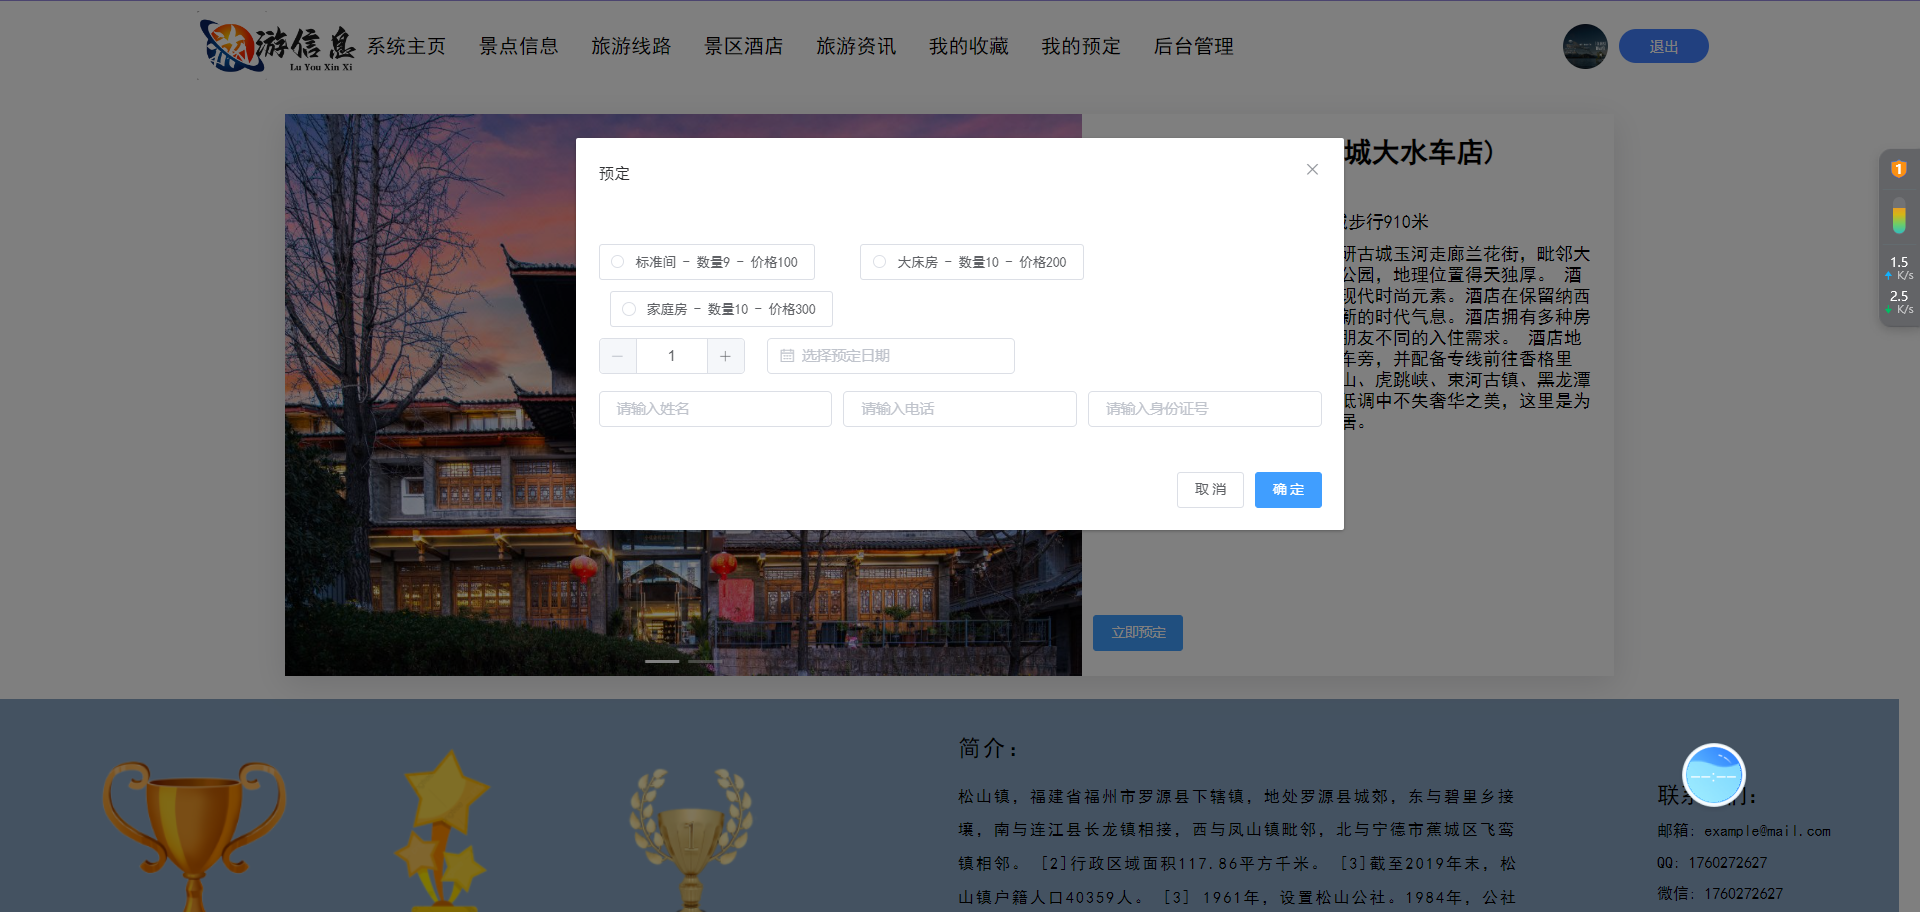 旅游信息
Lu You Xin Xi
系统主页 景点信息 旅游线路 景区酒店 旅游资讯 我的收藏 我的预定 后台管理
退出
城大水车店）
步行910米
研古城玉河走廊兰花街，毗邻大
公园，地理位置得天独厚。 酒
现代时尚元素。酒店在保留纳西
新的时代气息。酒店拥有多种房
朋友不同的入住需求。 酒店地
车旁，并配备专线前往香格里
山、虎跳峡、束河古镇、黑龙潭
低调中不失奢华之美，这里是为
居。
立即预定
预定
标准间 - 数量9 - 价格100
大床房 - 数量10 - 价格200
家庭房 - 数量10 - 价格300
1
选择预定日期
请输入姓名
请输入电话
请输入身份证号
取消
确定
1
1.5
K/s
2.5
K/s
简介：
松山镇，福建省福州市罗源县下辖镇，地处罗源县城郊，东与碧里乡接
壤，南与连江县长龙镇相接，西与凤山镇毗邻，北与宁德市蕉城区飞鸾
镇相邻。 [2]行政区域面积117.86平方千米。 [3]截至2019年末，松
山镇户籍人口40359人。 [3] 1961年，设置松山公社。1984年，公社
--:--
邮箱: example@mail.com
QQ: 1760272627
微信: 1760272627